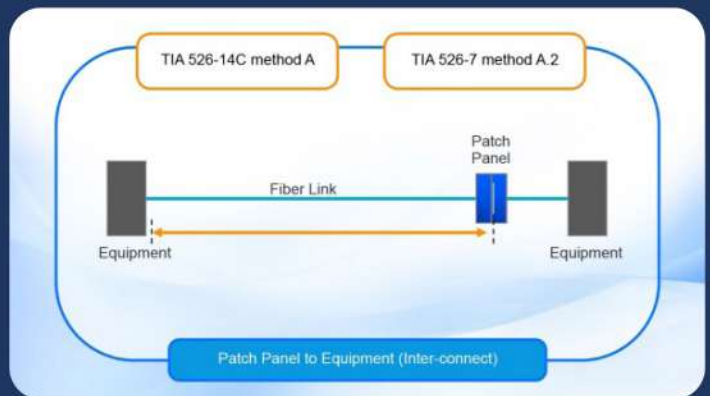 TIA 526-14C method A
TIA 526-7 method A.2
Patch
Panel
Fiber Link
Equipment
Equipment
Patch Panel to Equipment (Inter-connect)